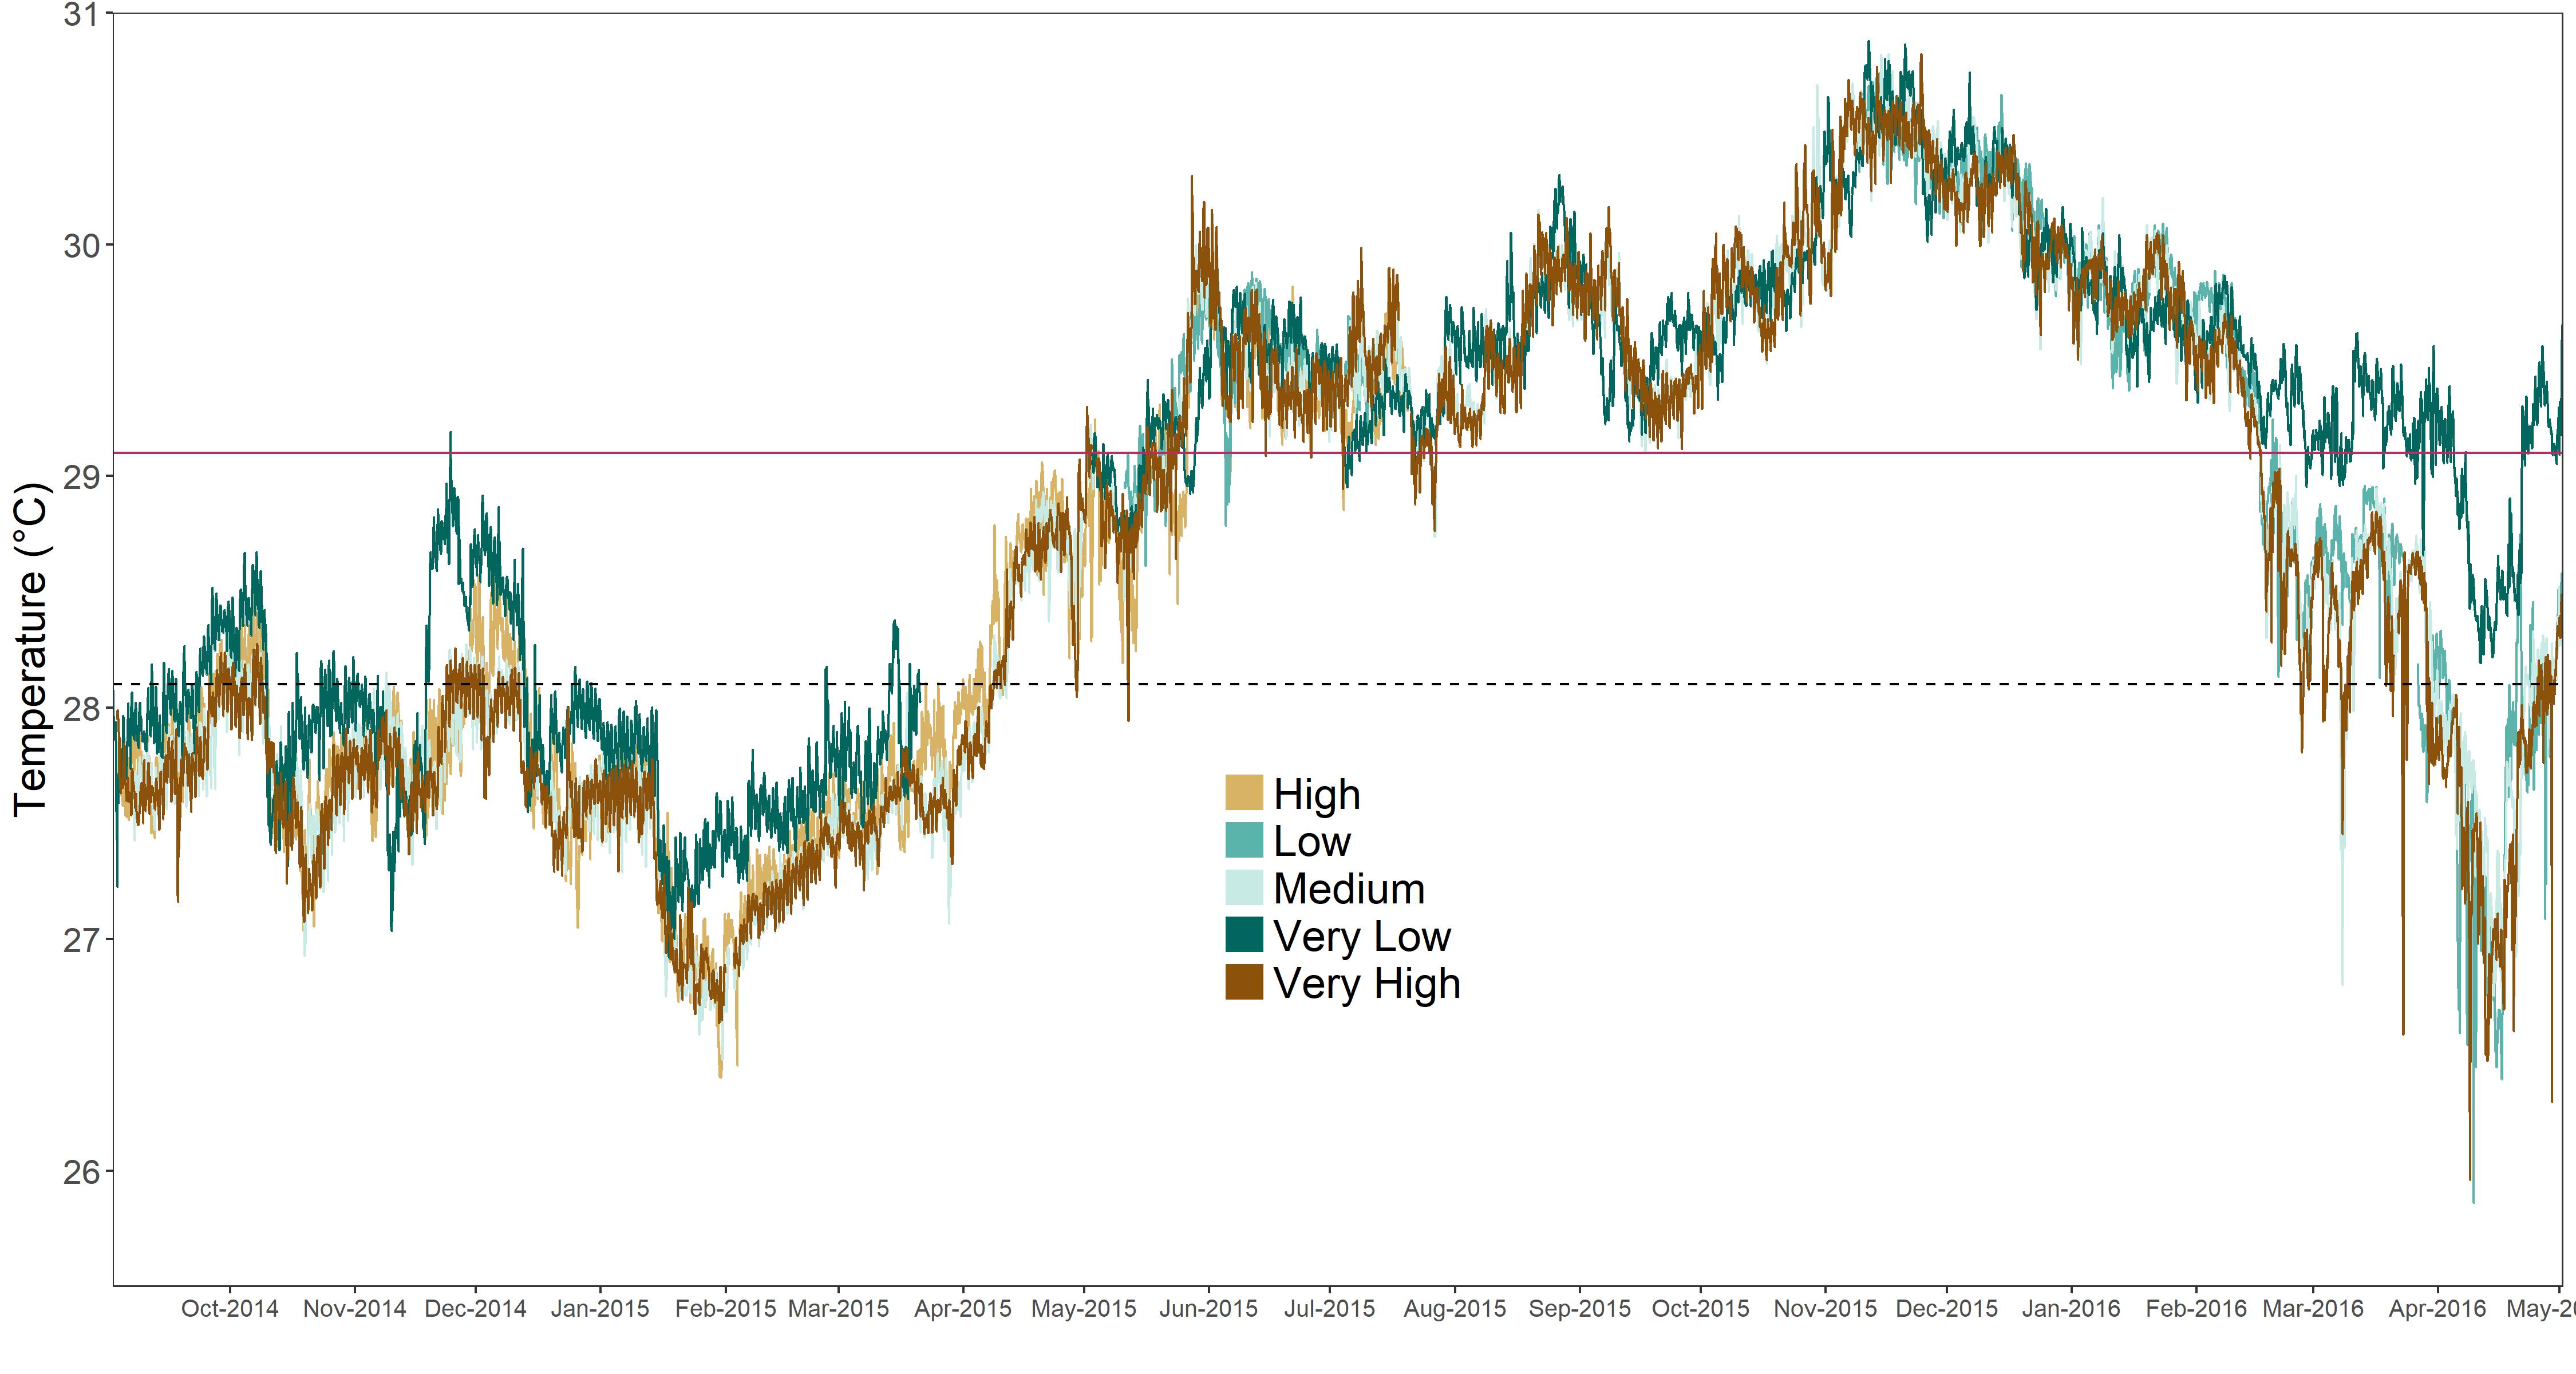 31
30
29
28
27
26
Temperature (°C)
High
Low
Medium
Very Low
Very High
Oct-2014 Nov-2014 Dec-2014 Jan-2015 Feb-2015 Mar-2015 Apr-2015 May-2015 Jun-2015 Jul-2015 Aug-2015 Sep-2015 Oct-2015 Nov-2015 Dec-2015 Jan-2016 Feb-2016 Mar-2016 Apr-2016 May-2